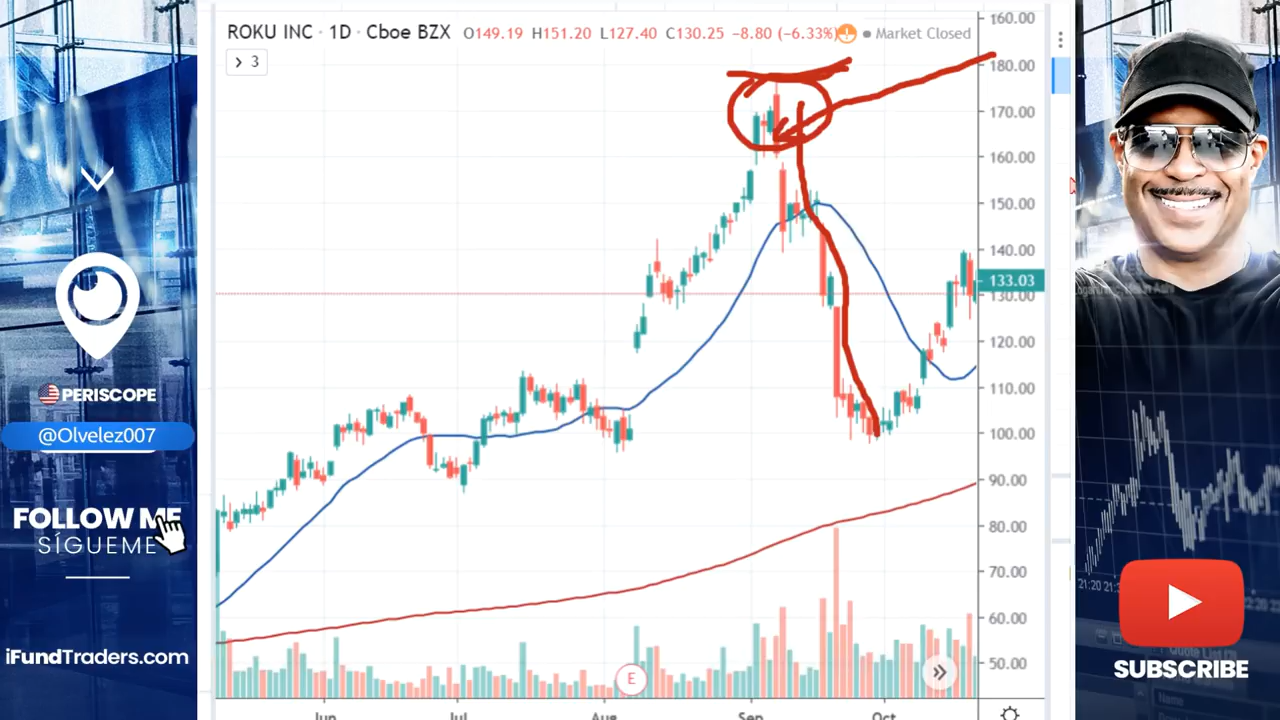 ROKU INC · 1D · Cboe BZX O149.19 H151.20 L127.40 C130.25 -8.80 (-6.33%) Market Closed
3
160.00
180.00
170.00
160.00
150.00
140.00
133.03
130.00
120.00
110.00
100.00
90.00
80.00
70.00
60.00
50.00
E
Jun Jul Aug Sep Oct
PERISCOPE
@Olvelez007
FOLLOW ME
SÍGUEME
iFundTraders.com
21:20
SUBSCRIBE